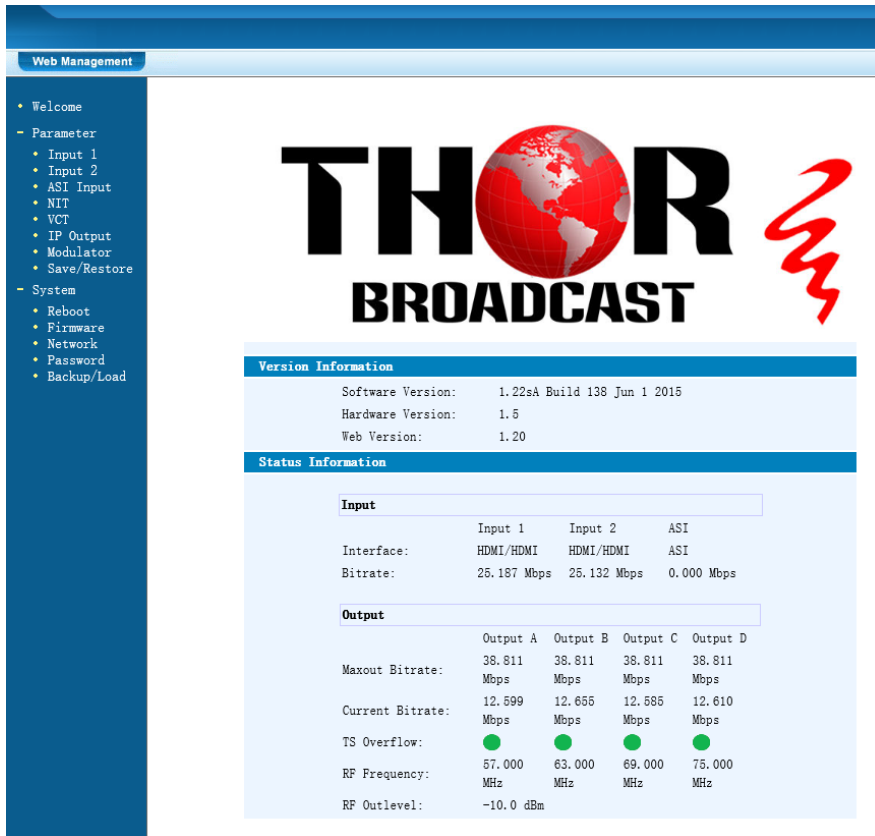 Web Management
Welcome
Parameter
Input 1
Input 2
ASI Input
NIT
VCT
IP Output
Modulator
Save/Restore
System
Reboot
Firmware
Network
Password
Backup/Load
THOR
BROADCAST
Version Information
Software Version: 1.22sA Build 138 Jun 1 2015
Hardware Version: 1.5
Web Version: 1.20
Status Information
Input
Input 1 Input 2 ASI
Interface: HDMI/HDMI HDMI/HDMI ASI
Bitrate: 25.187 Mbps 25.132 Mbps 0.000 Mbps
Output
Output A Output B Output C Output D
Maxout Bitrate: 38.811 Mbps 38.811 Mbps 38.811 Mbps 38.811 Mbps
Current Bitrate: 12.599 Mbps 12.655 Mbps 12.585 Mbps 12.610 Mbps
TS Overflow:
RF Frequency: 57.000 MHz 63.000 MHz 69.000 MHz 75.000 MHz
RF Outlevel: -10.0 dBm